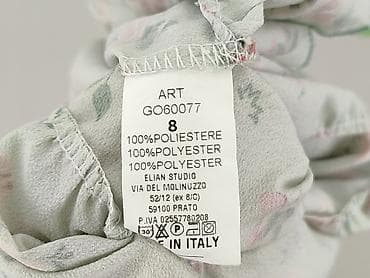 ART
GO60077
8
100%POLIESTERE
100%POLYESTER
100%POLYESTER
ELIAN STUDIO
VIA DEL MOLINUZZO
52/12 (ex 8/C)
59100 PRATO
P.IVA 02557780208
30 P
E IN ITALY